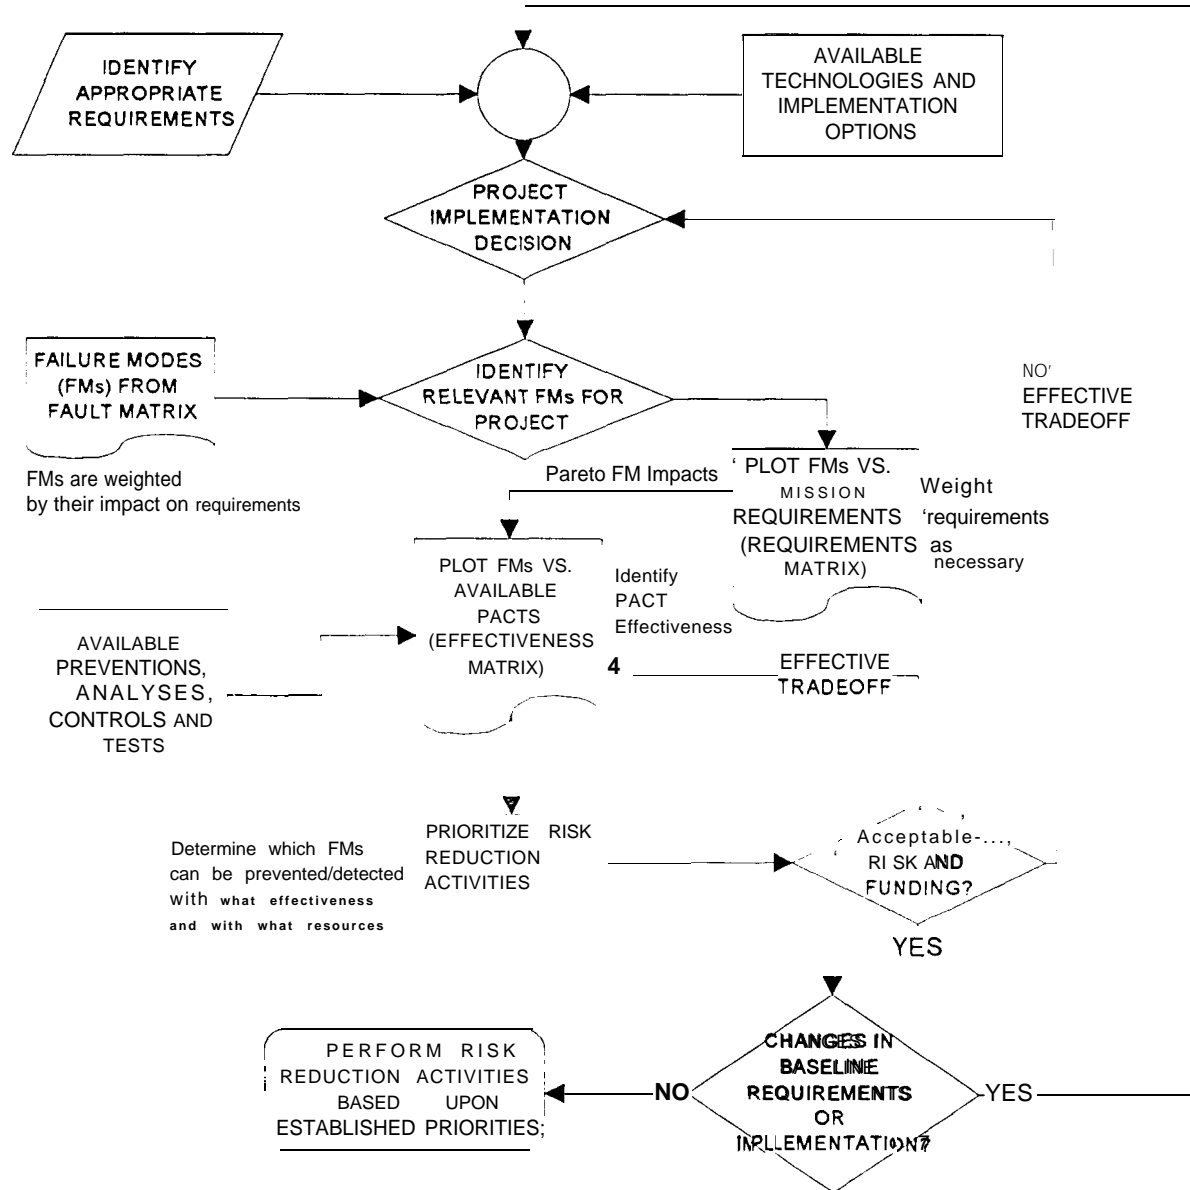 IDENTIFY
APPROPRIATE
REQUIREMENTS
AVAILABLE
TECHNOLOGIES AND
IMPLEMENTATION
OPTIONS
PROJECT
IMPLEMENTATION
DECISION
FAILURE MODES
(FMs) FROM
FAULT MATRIX
IDENTIFY
RELEVANT FMs FOR
PROJECT
NO'
EFFECTIVE
TRADEOFF
FMs are weighted
by their impact on requirements
Pareto FM Impacts
' PLOT FMs VS.
MISSION
REQUIREMENTS
(REQUIREMENTS
MATRIX)
Weight
'requirements
as
necessary
PLOT FMs VS.
AVAILABLE
PACTS
(EFFECTIVENESS
MATRIX)
Identify
PACT
Effectiveness
4
EFFECTIVE
TRADEOFF
AVAILABLE
PREVENTIONS,
ANALYSES,
CONTROLS AND
TESTS
Determine which FMs
can be prevented/detected
with what effectiveness
and with what resources
PRIORITIZE RISK
REDUCTION
ACTIVITIES
Acceptable-...,
RI SK AND
FUNDING?
YES
PERFORM RISK
REDUCTION ACTIVITIES
BASED UPON
ESTABLISHED PRIORITIES;
NO
CHANGES IN
BASELINE
REQUIREMENTS
OR
IMPLEMENTATION?
YES